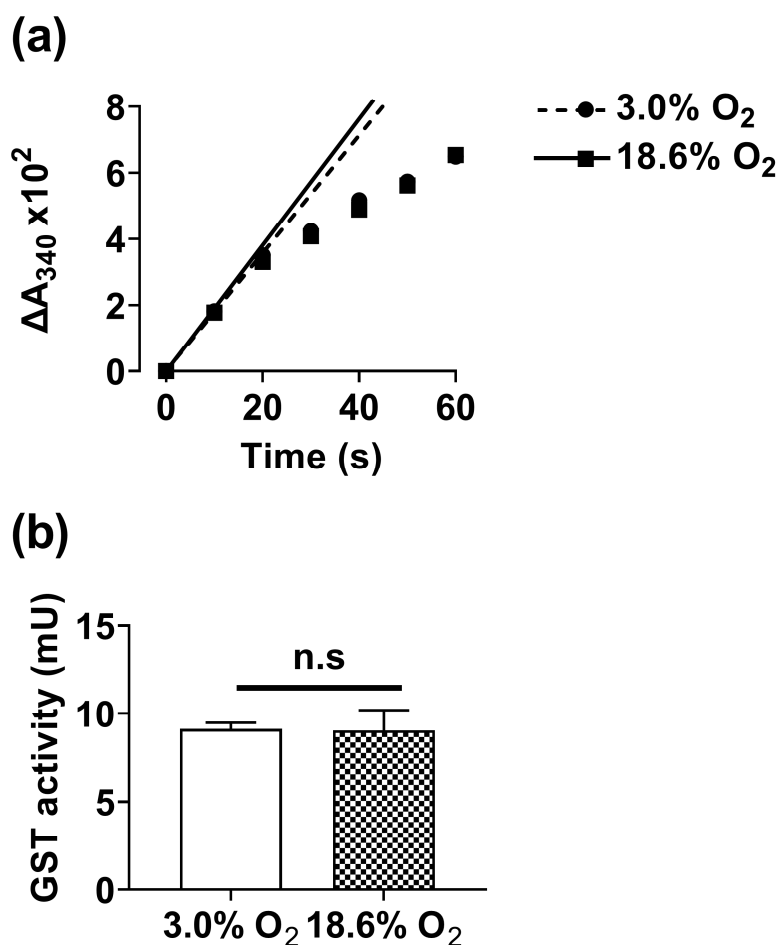 (a)
ΔA₃₄₀ x10²
8
6
4
2
0
0 20 40 60
Time (s)
3.0% O₂
18.6% O₂
(b)
GST activity (mU)
15
10
5
0
n.s
3.0% O₂ 18.6% O₂